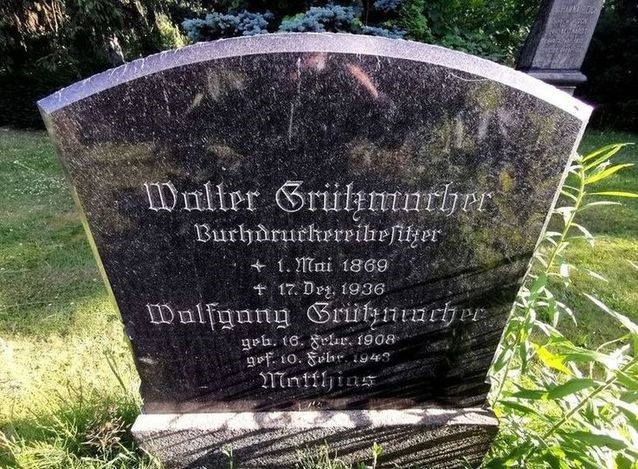 Walter Grützmacher
Buchdruckereibesitzer
✶ 1. Mai 1869
† 17. Dez. 1936
Wolfgang Grützmacher
geb. 16. Febr. 1908
gef. 10. Febr. 1943
Matthias